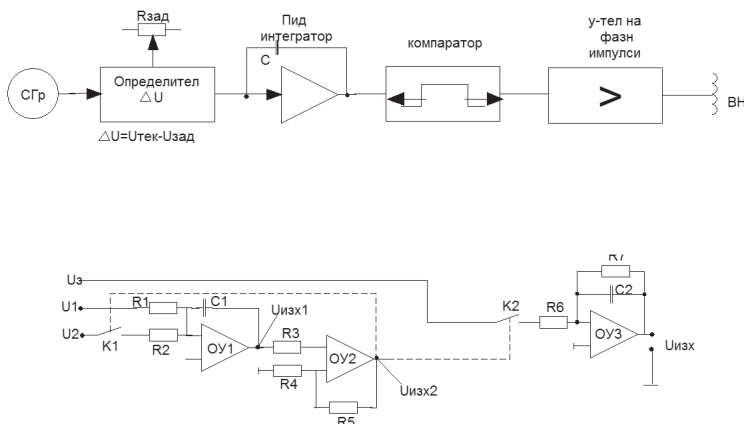 Rзад
Пид
интегратор
C
компаратор
у-тел на
фазн
импулси
СГр
Определител
△U
>
ВН
△U=Uтек-Uзад
Uз
U1
R1
C1
Uизх1
U2
K1
R2
ОУ1
R3
R4
ОУ2
R5
Uизх2
K2
R6
R7
C2
ОУ3
Uизх